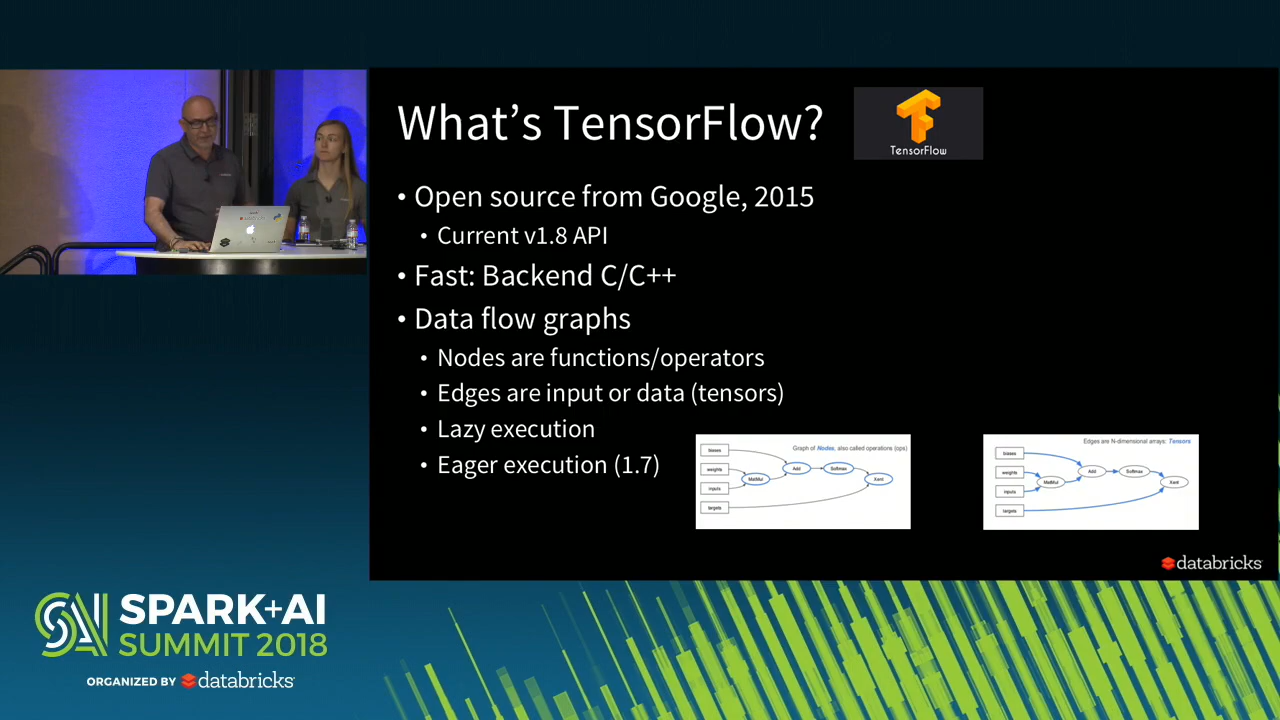 What's TensorFlow?
TensorFlow
• Open source from Google, 2015
• Current v1.8 API
• Fast: Backend C/C++
• Data flow graphs
• Nodes are functions/operators
• Edges are input or data (tensors)
• Lazy execution
• Eager execution (1.7)
Graph of Nodes, also called operations (ops)
biases
weights
inputs
targets
MatMul
Add
Softmax
Xent
Edges are N-dimensional arrays: Tensors
biases
weights
inputs
targets
MatMul
Add
Softmax
Xent
databricks
SAI SPARK+AI
SUMMIT 2018
ORGANIZED BY databricks